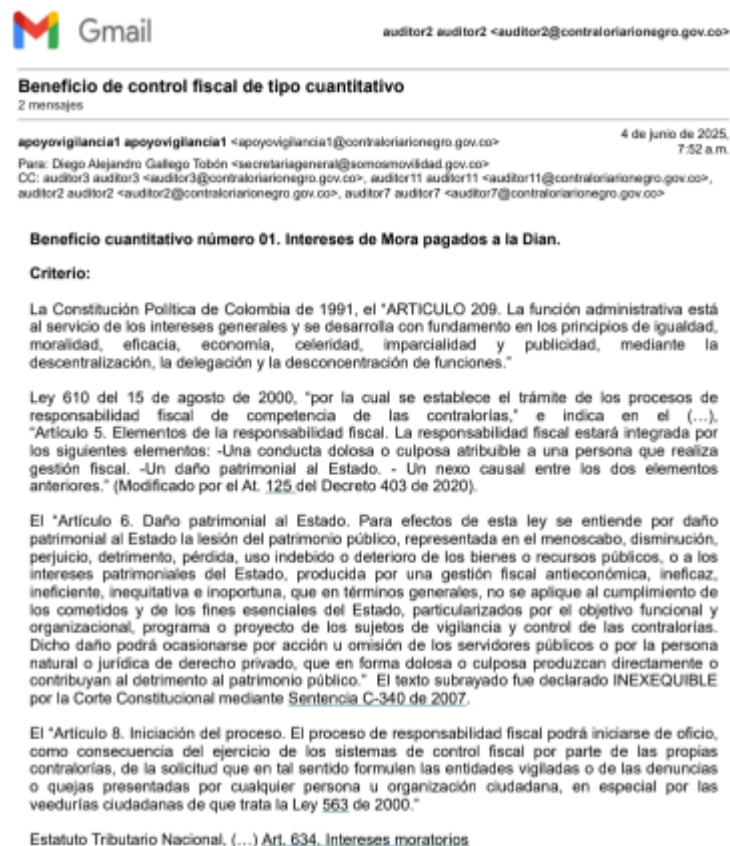 Gmail
auditor2 auditor2 <auditor2@contraloriarionegro.gov.co>
Beneficio de control fiscal de tipo cuantitativo
2 mensajes
apoyovigilancia1 apoyovigilancia1 <apoyovigilancia1@contraloriarionegro.gov.co>
4 de junio de 2025,
7:52 a.m.
Para: Diego Alejandro Gallego Tobón <secretariageneral@somosmovilidad.gov.co>
CC: auditor3 auditor3 <auditor3@contraloriarionegro.gov.co>, auditor11 auditor11 <auditor11@contraloriarionegro.gov.co>,
auditor2 auditor2 <auditor2@contraloriarionegro.gov.co>, auditor7 auditor7 <auditor7@contraloriarionegro.gov.co>
Beneficio cuantitativo número 01. Intereses de Mora pagados a la Dian.
Criterio:
La Constitución Política de Colombia de 1991, el "ARTICULO 209. La función administrativa está
al servicio de los intereses generales y se desarrolla con fundamento en los principios de igualdad,
moralidad, eficacia, economía, celeridad, imparcialidad y publicidad, mediante la
descentralización, la delegación y la desconcentración de funciones."
Ley 610 del 15 de agosto de 2000, "por la cual se establece el trámite de los procesos de
responsabilidad fiscal de competencia de las contralorías," e indica en el (...),
"Artículo 5. Elementos de la responsabilidad fiscal. La responsabilidad fiscal estará integrada por
los siguientes elementos: -Una conducta dolosa o culposa atribuible a una persona que realiza
gestión fiscal. -Un daño patrimonial al Estado. - Un nexo causal entre los dos elementos
anteriores." (Modificado por el At. 125 del Decreto 403 de 2020).
El "Artículo 6. Daño patrimonial al Estado. Para efectos de esta ley se entiende por daño
patrimonial al Estado la lesión del patrimonio público, representada en el menoscabo, disminución,
perjuicio, detrimento, pérdida, uso indebido o deterioro de los bienes o recursos públicos, o a los
intereses patrimoniales del Estado, producida por una gestión fiscal antieconómica, ineficaz,
ineficiente, inequitativa e inoportuna, que en términos generales, no se aplique al cumplimiento de
los cometidos y de los fines esenciales del Estado, particularizados por el objetivo funcional y
organizacional, programa o proyecto de los sujetos de vigilancia y control de las contralorías.
Dicho daño podrá ocasionarse por acción u omisión de los servidores públicos o por la persona
natural o jurídica de derecho privado, que en forma dolosa o culposa produzcan directamente o
contribuyan al detrimento al patrimonio público." El texto subrayado fue declarado INEXEQUIBLE
por la Corte Constitucional mediante Sentencia C-340 de 2007.
El "Artículo 8. Iniciación del proceso. El proceso de responsabilidad fiscal podrá iniciarse de oficio,
como consecuencia del ejercicio de los sistemas de control fiscal por parte de las propias
contralorías, de la solicitud que en tal sentido formulen las entidades vigiladas o de las denuncias
o quejas presentadas por cualquier persona u organización ciudadana, en especial por las
veedurías ciudadanas de que trata la Ley 563 de 2000."
Estatuto Tributario Nacional, (...) Art. 634. Intereses moratorios